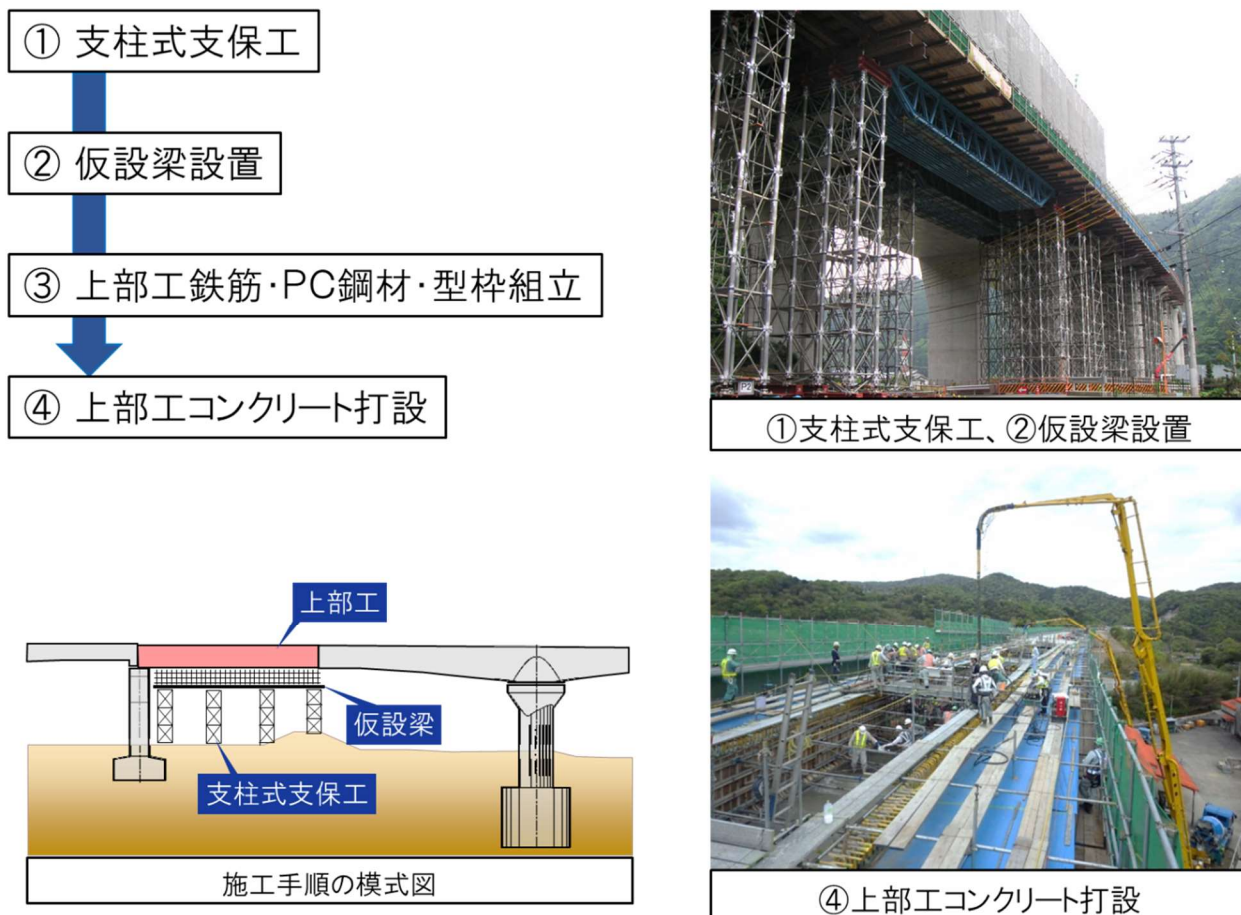 ① 支柱式支保工
② 仮設梁設置
③ 上部工鉄筋・PC鋼材・型枠組立
④ 上部工コンクリート打設
P2
①支柱式支保工、②仮設梁設置
上部工
仮設梁
支柱式支保工
施工手順の模式図
④上部工コンクリート打設